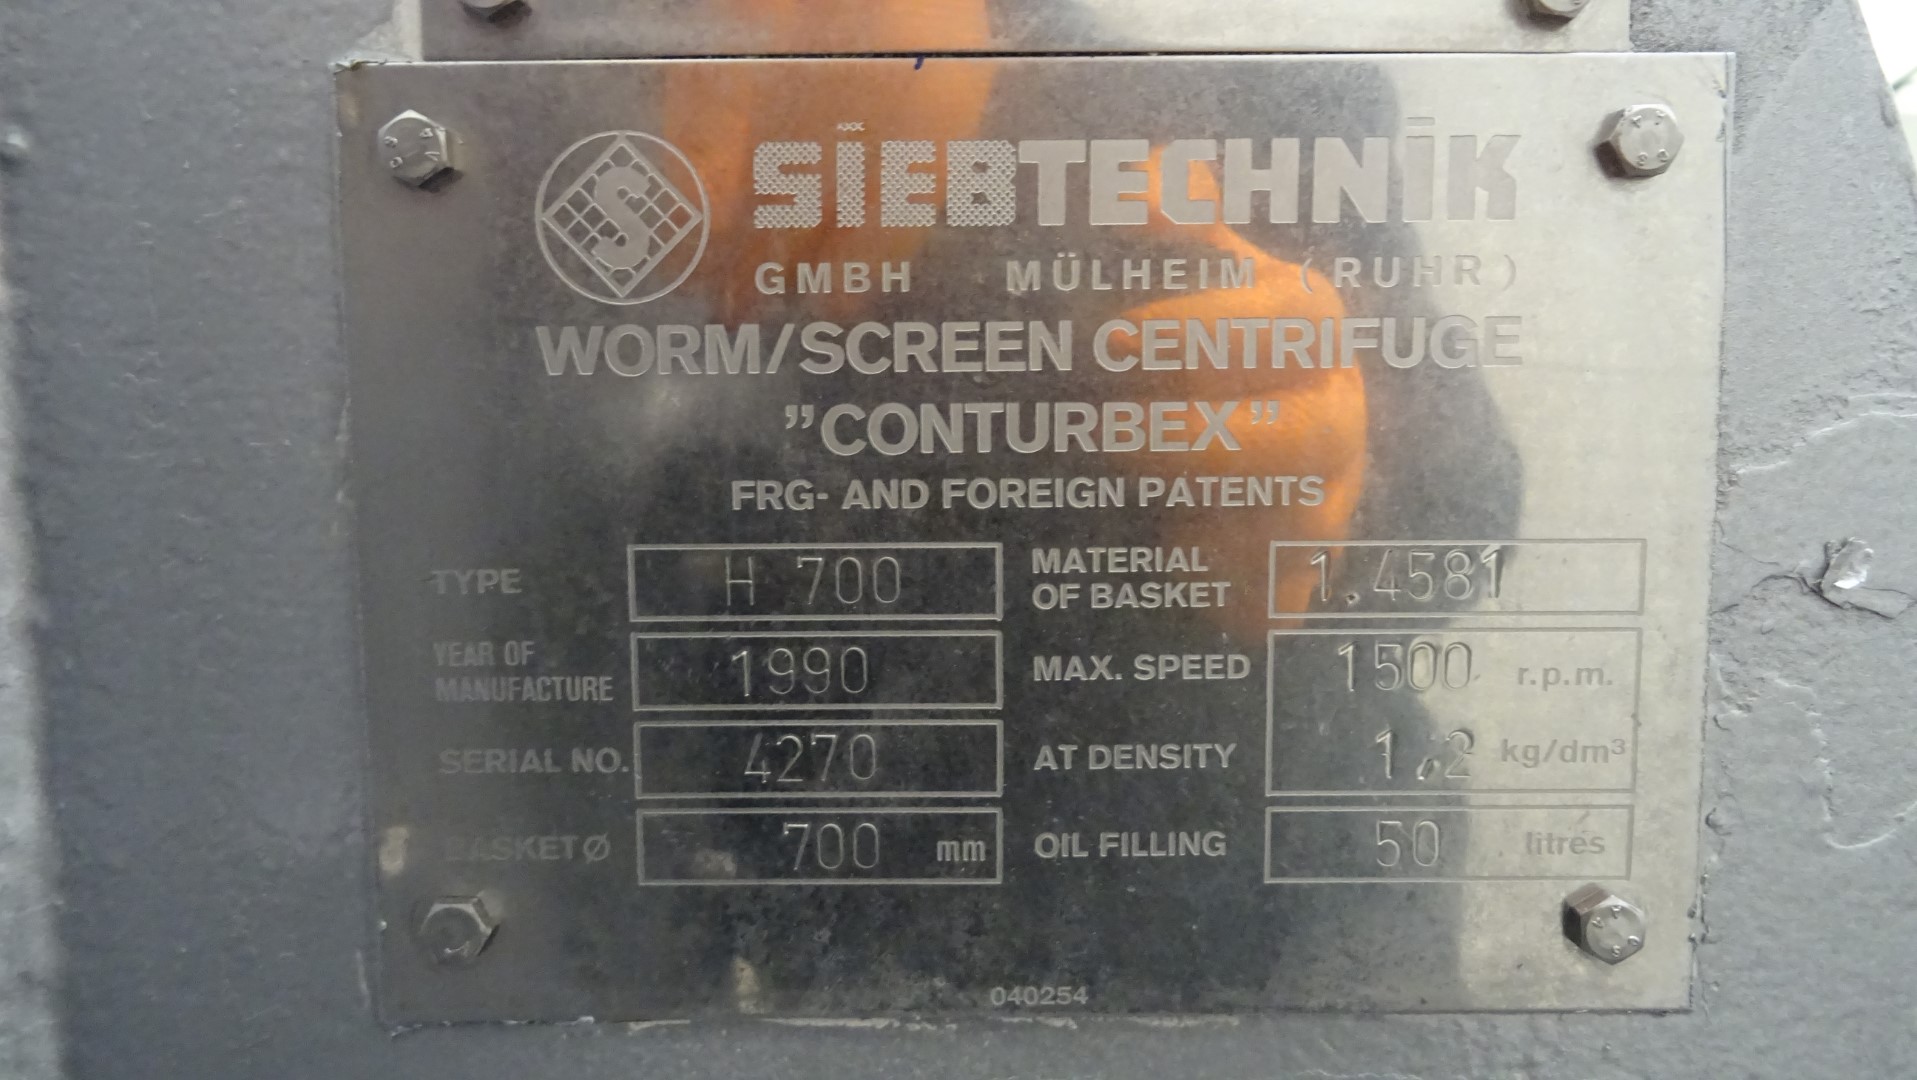 SIEBTECHNIK
GMBH MÜLHEIM (RUHR)
WORM/SCREEN CENTRIFUGE
”CONTURBEX”
FRG- AND FOREIGN PATENTS
TYPE H 700
MATERIAL OF BASKET 1.4581
YEAR OF MANUFACTURE 1990
MAX. SPEED 1500 r.p.m.
SERIAL NO. 4270
AT DENSITY 1,2 kg/dm³
BASKET Ø 700 mm
OIL FILLING 50 litres
040254